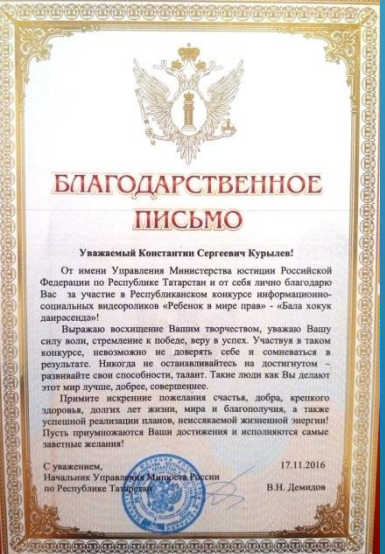 БЛАГОДАРСТВЕННОЕ
ПИСЬМО
Уважаемый Константин Сергеевич Курылев!
От имени Управления Министерства юстиции Российской
Федерации по Республике Татарстан и от себя лично благодарю
Вас за участие в Республиканском конкурсе информационно-
социальных видеороликов «Ребенок в мире прав» - «Бала хокук
даирәсендә»!
Выражаю восхищение Вашим творчеством, уважаю Вашу
силу воли, стремление к победе, веру в успех. Участвуя в таком
конкурсе, невозможно не доверять себе и сомневаться в
результате. Никогда не останавливайтесь на достигнутом –
развивайте свои способности, талант. Такие люди как Вы делают
этот мир лучше, добрее, совершеннее.
Примите искренние пожелания счастья, добра, крепкого
здоровья, долгих лет жизни, мира и благополучия, а также
успешной реализации планов, неиссякаемой жизненной энергии!
Пусть приумножаются Ваши достижения и исполняются самые
заветные желания!
С уважением, 17.11.2016
Начальник Управления Минюста России
по Республике Татарстан В.Н. Демидов